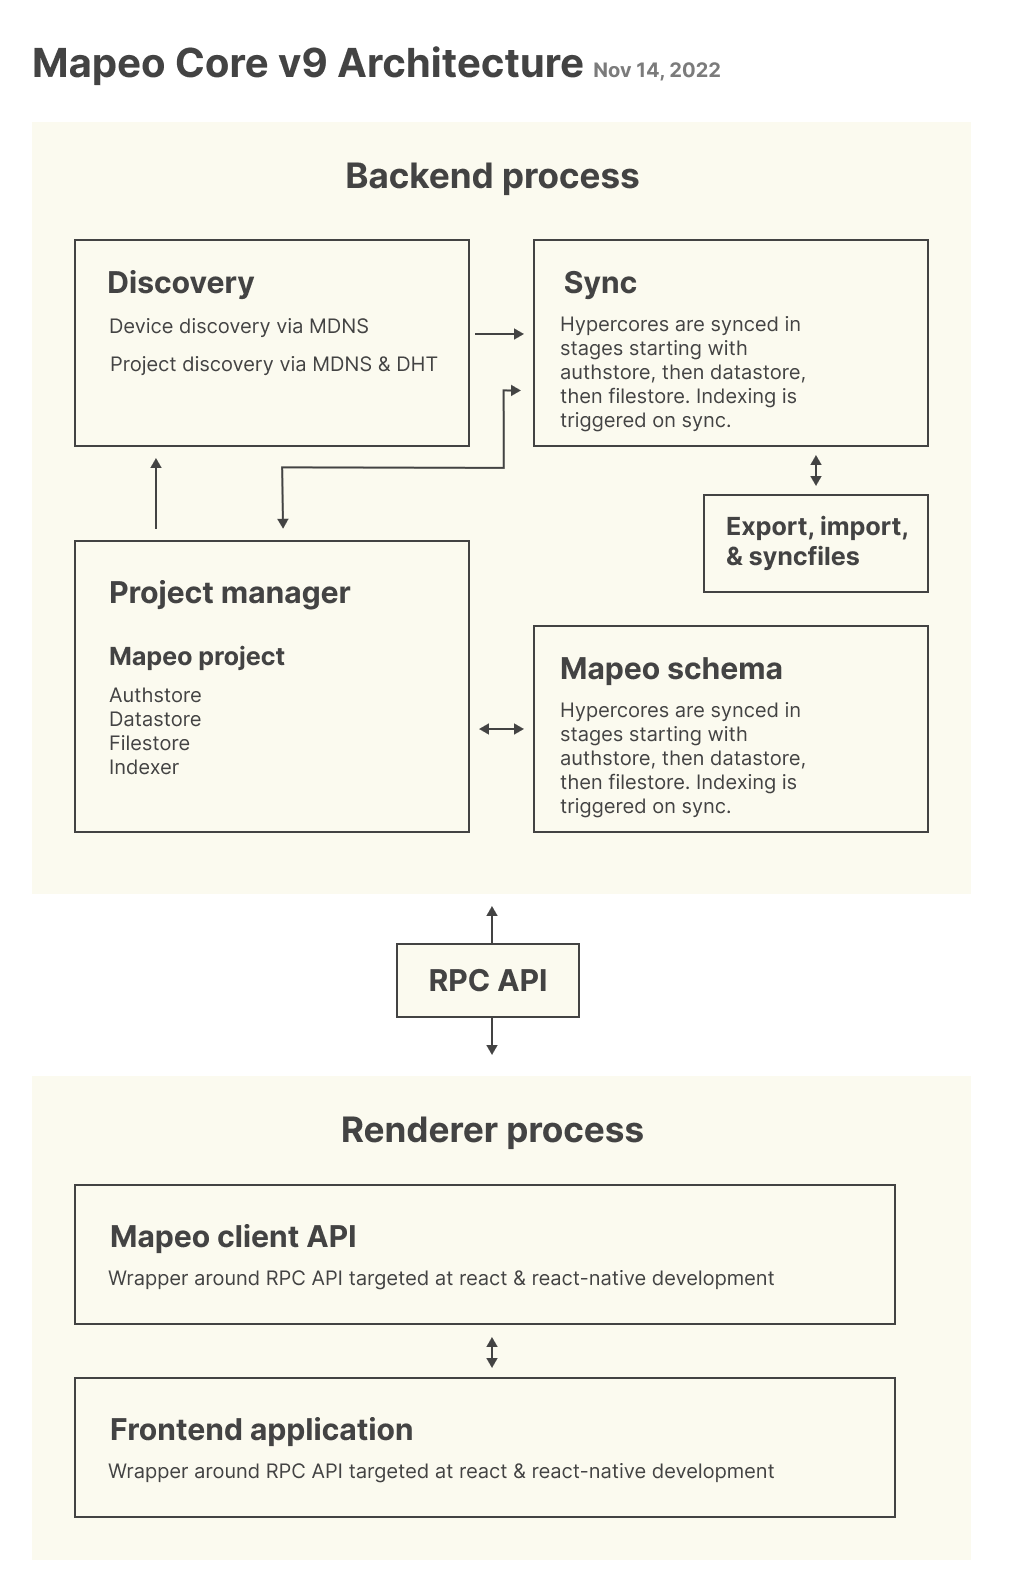 Mapeo Core v9 Architecture Nov 14, 2022
Backend process
Discovery
Device discovery via MDNS
Project discovery via MDNS & DHT
Sync
Hypercores are synced in
stages starting with
authstore, then datastore,
then filestore. Indexing is
triggered on sync.
Export, import,
& syncfiles
Project manager
Mapeo project
Authstore
Datastore
Filestore
Indexer
Mapeo schema
Hypercores are synced in
stages starting with
authstore, then datastore,
then filestore. Indexing is
triggered on sync.
RPC API
Renderer process
Mapeo client API
Wrapper around RPC API targeted at react & react-native development
Frontend application
Wrapper around RPC API targeted at react & react-native development